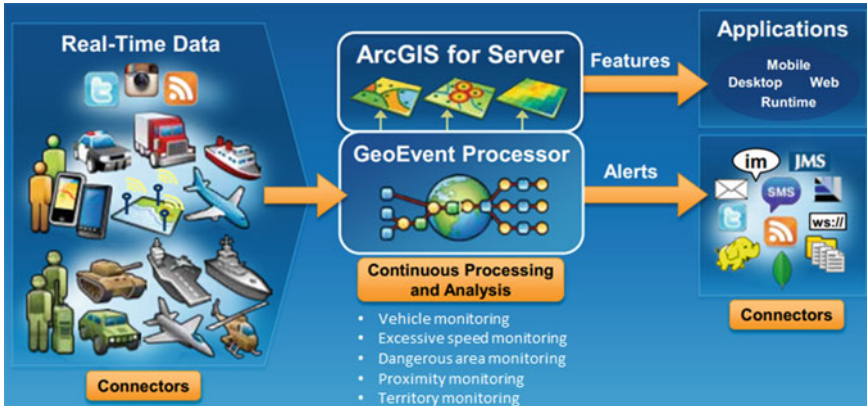 Real-Time Data
Connectors
ArcGIS for Server
GeoEvent Processor
Continuous Processing
and Analysis
• Vehicle monitoring
• Excessive speed monitoring
• Dangerous area monitoring
• Proximity monitoring
• Territory monitoring
Features
Alerts
Applications
Mobile
Desktop Web
Runtime
im
JMS
SMS
ws://
Connectors